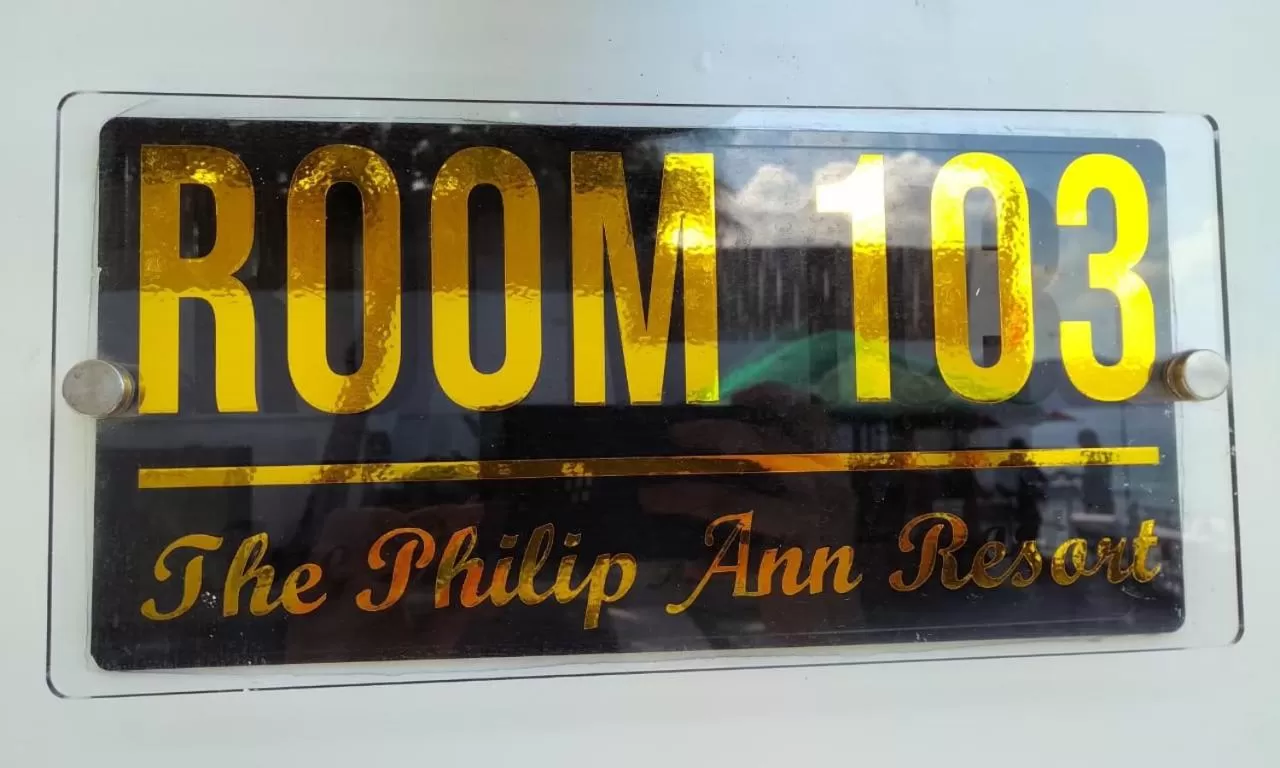 ROOM 103
The Philip Ann Resort